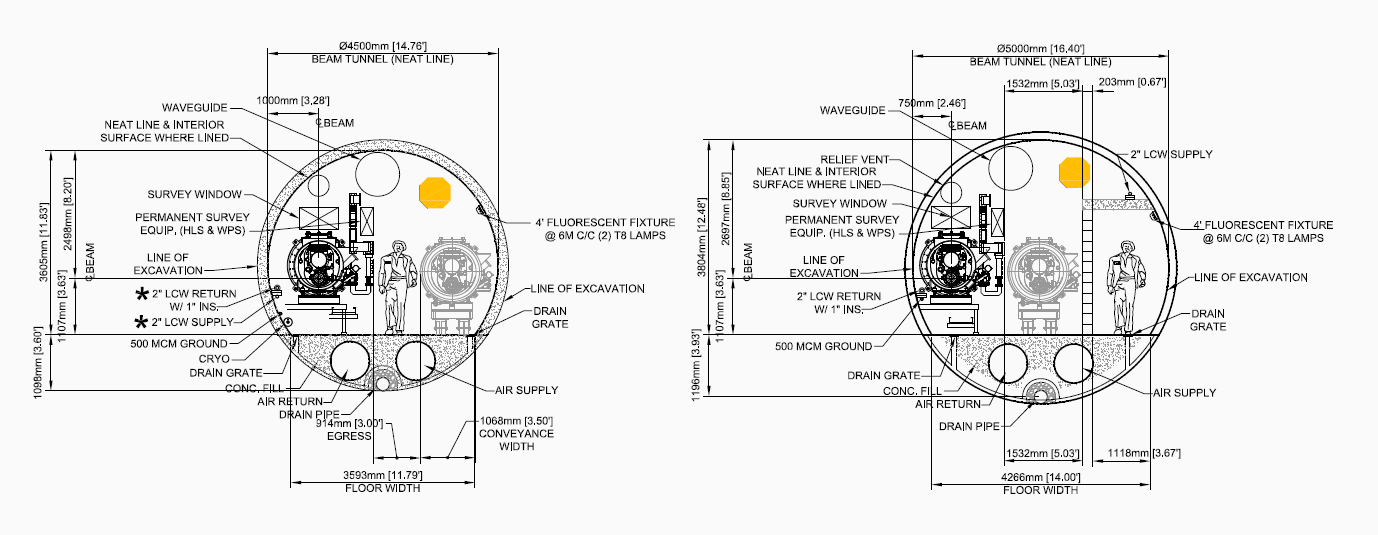 Ø4500mm [14.76']
BEAM TUNNEL (NEAT LINE)
1000mm [3.28']
WAVEGUIDE
℄BEAM
NEAT LINE & INTERIOR
SURFACE WHERE LINED
SURVEY WINDOW
PERMANENT SURVEY
EQUIP. (HLS & WPS)
4' FLUORESCENT FIXTURE
@ 6M C/C (2) T8 LAMPS
3605mm [11.83']
2498mm [8.20']
℄BEAM
LINE OF
EXCAVATION
1107mm [3.63']
* 2" LCW RETURN
W/ 1" INS.
* 2" LCW SUPPLY
LINE OF EXCAVATION
DRAIN
GRATE
500 MCM GROUND
CRYO
DRAIN GRATE
1098mm [3.60']
CONC. FILL
AIR RETURN
DRAIN PIPE
AIR SUPPLY
914mm [3.00']
EGRESS
1068mm [3.50']
CONVEYANCE
WIDTH
3593mm [11.79']
FLOOR WIDTH
Ø5000mm [16.40']
BEAM TUNNEL (NEAT LINE)
1532mm [5.03']
203mm [0.67']
750mm [2.46']
WAVEGUIDE
℄BEAM
2" LCW SUPPLY
RELIEF VENT
NEAT LINE & INTERIOR
SURFACE WHERE LINED
SURVEY WINDOW
PERMANENT SURVEY
EQUIP. (HLS & WPS)
4' FLUORESCENT FIXTURE
@ 6M C/C (2) T8 LAMPS
3804mm [12.48']
2697mm [8.85']
℄BEAM
LINE OF
EXCAVATION
LINE OF EXCAVATION
1107mm [3.63']
2" LCW RETURN
W/ 1" INS.
DRAIN
GRATE
500 MCM GROUND
1196mm [3.93']
DRAIN GRATE
CONC. FILL
AIR RETURN
AIR SUPPLY
DRAIN PIPE
1532mm [5.03']
1118mm [3.67']
4266mm [14.00']
FLOOR WIDTH